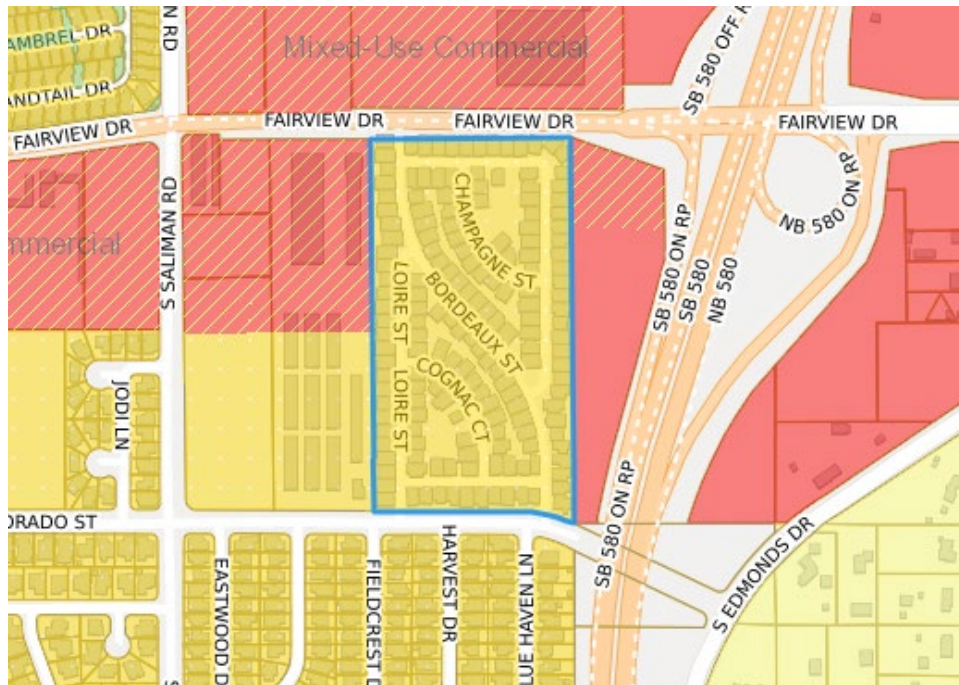 AMBREL DR
ANDTAIL DR
N RD
Mixed-Use Commercial
SB 580 OFF R
FAIRVIEW DR
FAIRVIEW DR
FAIRVIEW DR
FAIRVIEW DR
mmercial
S SALIMAN RD
CHAMPAGNE ST
LOIRE ST
BORDEAUX ST
SB 580 ON RP
SB 580
NB 580
NB 580 ON RP
JODI LN
LOIRE ST
COGNAC CT
ORADO ST
SB 580 ON RP
S EDMONDS DR
EASTWOOD D
FIELDCREST D
HARVEST DR
LUE HAVEN LN
S